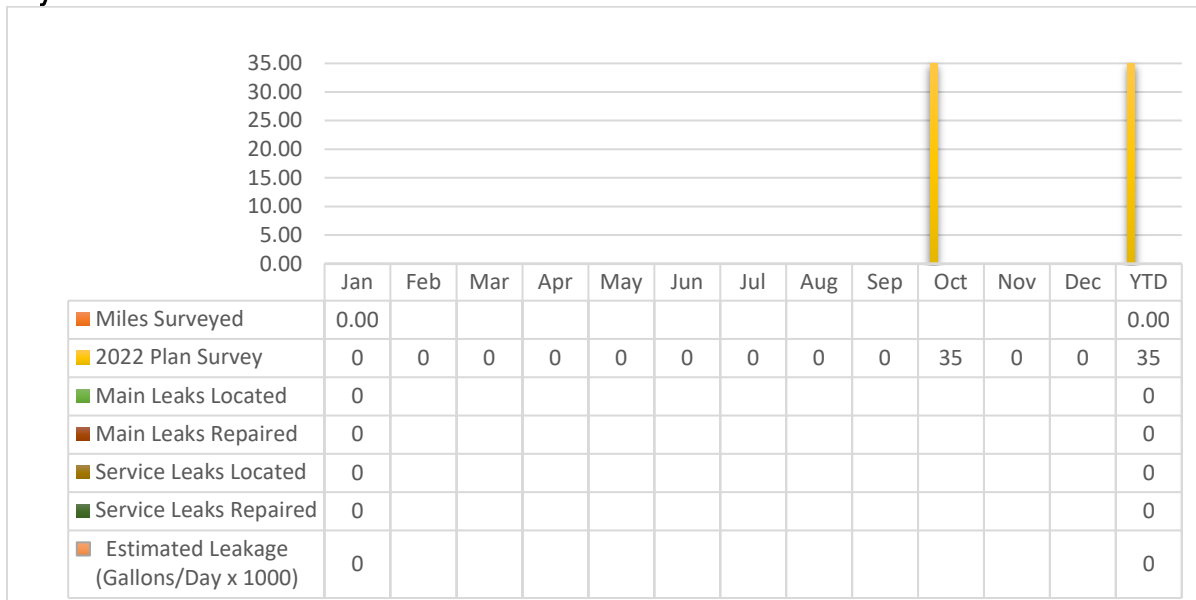 35.00
30.00
25.00
20.00
15.00
10.00
5.00
0.00
Jan Feb Mar Apr May Jun Jul Aug Sep Oct Nov Dec YTD
Miles Surveyed 0.00 0.00
2022 Plan Survey 0 0 0 0 0 0 0 0 0 35 0 0 35
Main Leaks Located 0 0
Main Leaks Repaired 0 0
Service Leaks Located 0 0
Service Leaks Repaired 0 0
Estimated Leakage
(Gallons/Day x 1000) 0 0